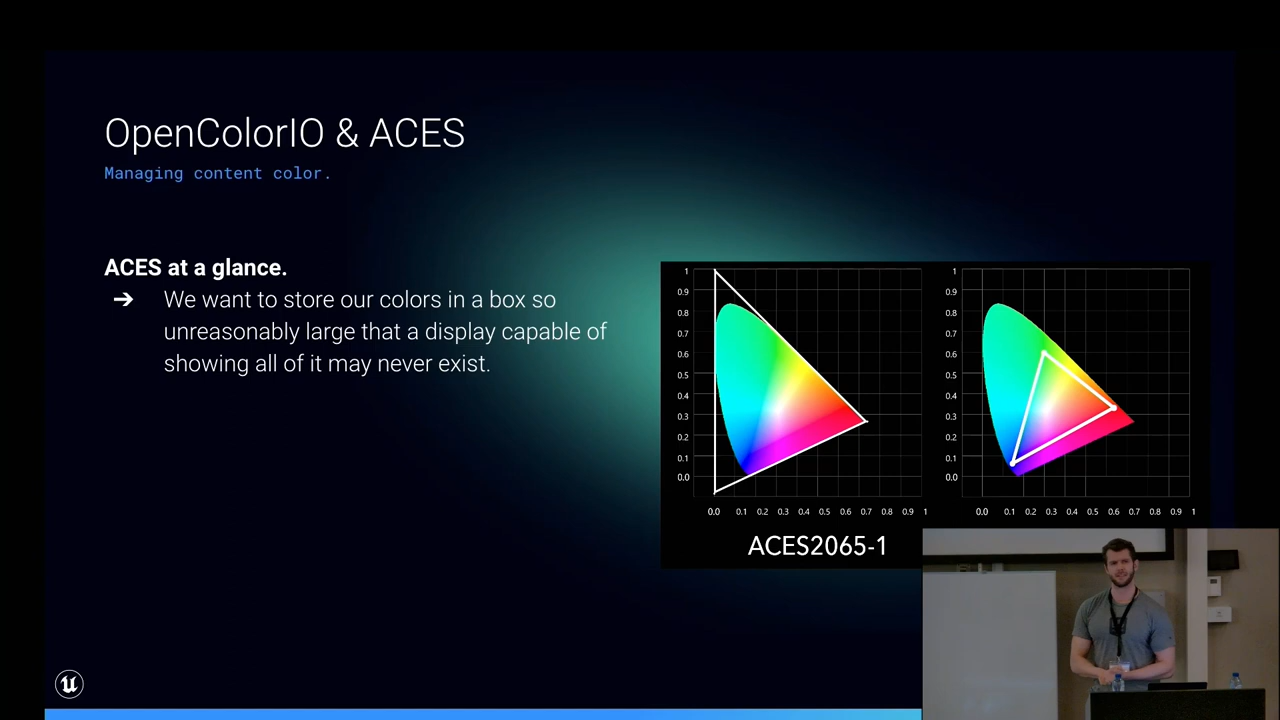 OpenColorIO & ACES
Managing content color.
ACES at a glance.
➔ We want to store our colors in a box so
unreasonably large that a display capable of
showing all of it may never exist.
1
0.9
0.8
0.7
0.6
0.5
0.4
0.3
0.2
0.1
0.0
0.0 0.1 0.2 0.3 0.4 0.5 0.6 0.7 0.8 0.9 1
ACES2065-1
1
0.9
0.8
0.7
0.6
0.5
0.4
0.3
0.2
0.1
0.0
0.0 0.1 0.2 0.3 0.4 0.5 0.6 0.7 0.8 0.9 1